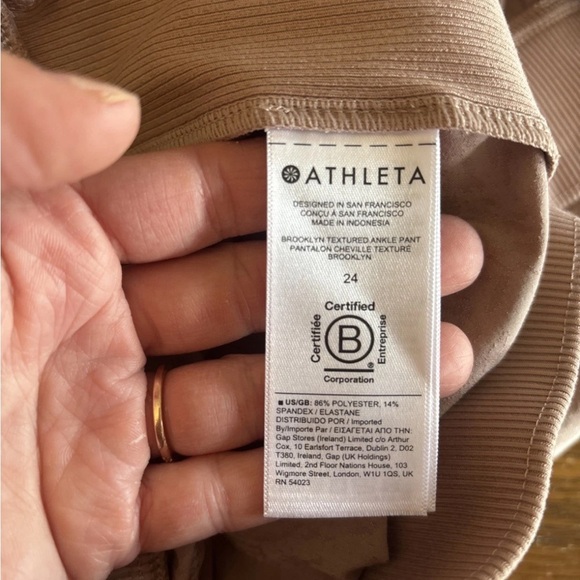 ATHLETA
DESIGNED IN SAN FRANCISCO
CONÇU À SAN FRANCISCO
MADE IN INDONESIA
BROOKLYN TEXTURED ANKLE PANT
PANTALON CHEVILLE TEXTURÉ
BROOKLYN
24
Certified
Certifiée
B
Entreprise
®
Corporation
■ US/GB: 86% POLYESTER, 14%
SPANDEX / ELASTANE
DISTRIBUIDO POR / Imported
By/Importe Par / ΕΙΣΑΓΕΤΑΙ ΑΠΟ ΤΗΝ:
Gap Stores (Ireland) Limited c/o Arthur
Cox, 10 Earlsfort Terrace, Dublin 2, D02
T380, Ireland, Gap (UK Holdings)
Limited, 2nd Floor Nations House, 103
Wigmore Street, London, W1U 1QS, UK
RN 54023